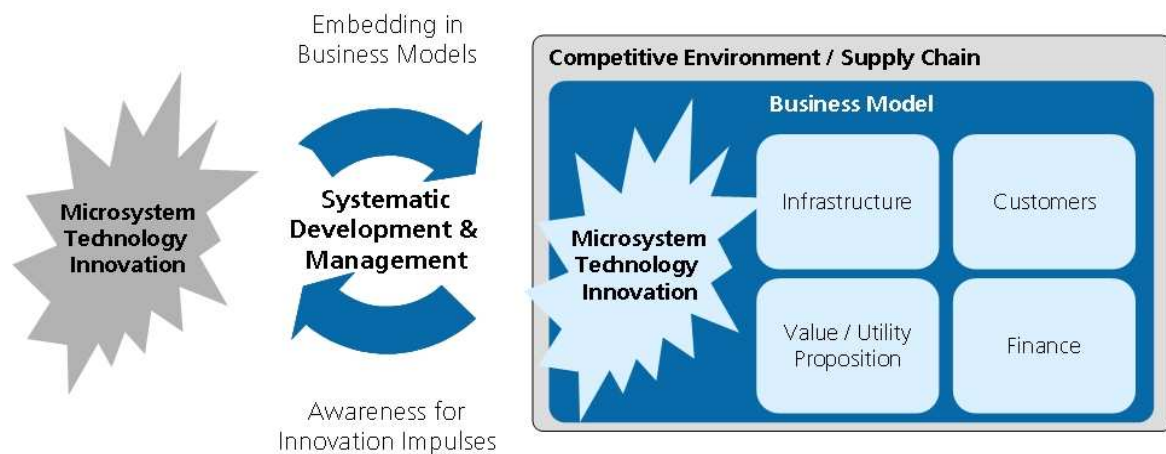 Embedding in
Business Models
Microsystem
Technology
Innovation
Systematic
Development &
Management
Awareness for
Innovation Impulses
Competitive Environment / Supply Chain
Business Model
Microsystem
Technology
Innovation
Infrastructure
Customers
Value / Utility
Proposition
Finance